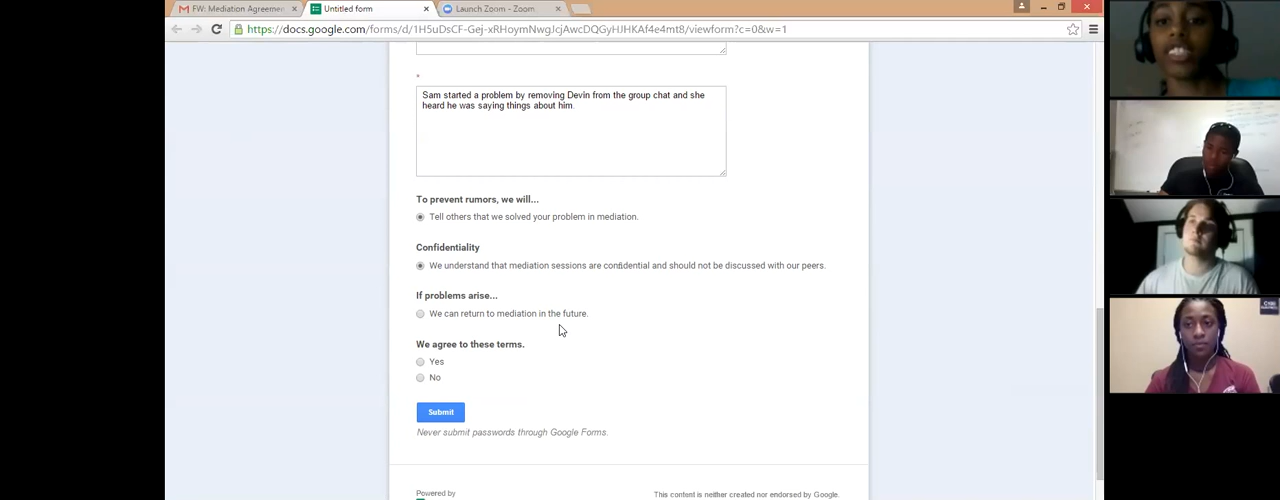 FW: Mediation Agreemen
Untitled form
Launch Zoom - Zoom
https://docs.google.com/forms/d/1H5uDsCF-Gej-xRHoymNwgJcjAwcDQGyHJHKAf4e4mt8/viewform?c=0&w=1
*
Sam started a problem by removing Devin from the group chat and she
heard he was saying things about him.
To prevent rumors, we will...
Tell others that we solved your problem in mediation.
Confidentiality
We understand that mediation sessions are confidential and should not be discussed with our peers.
If problems arise...
We can return to mediation in the future.
We agree to these terms.
Yes
No
Submit
Never submit passwords through Google Forms.
Powered by
This content is neither created nor endorsed by Google.